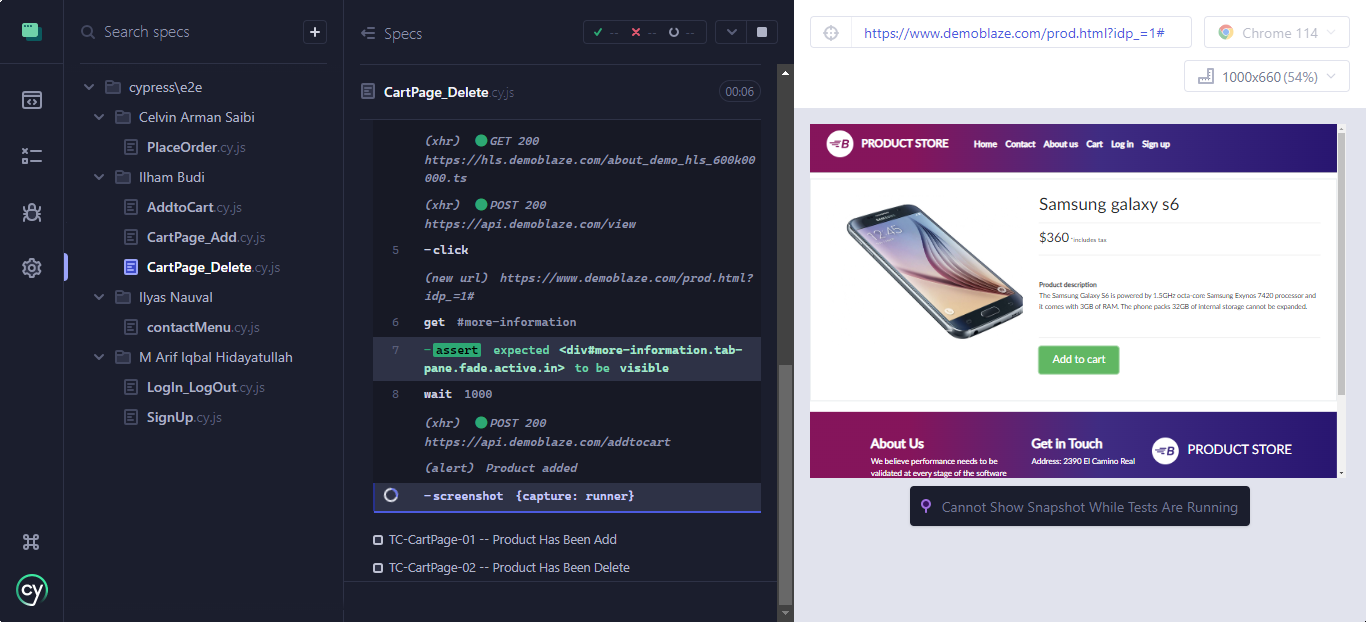 Search specs
+
cypress\e2e
Celvin Arman Saibi
PlaceOrder.cy.js
Ilham Budi
AddtoCart.cy.js
CartPage_Add.cy.js
CartPage_Delete.cy.js
Ilyas Nauval
contactMenu.cy.js
M Arif Iqbal Hidayatullah
LogIn_LogOut.cy.js
SignUp.cy.js
cy
Specs
-- -- --
CartPage_Delete.cy.js 00:06
(xhr) GET 200
https://hls.demoblaze.com/about_demo_hls_600k00
000.ts
(xhr) POST 200
https://api.demoblaze.com/view
5 -click
(new url) https://www.demoblaze.com/prod.html?
idp_=1#
6 get #more-information
7 -assert expected <div#more-information.tab-
pane.fade.active.in> to be visible
8 wait 1000
(xhr) POST 200
https://api.demoblaze.com/addtocart
(alert) Product added
-screenshot {capture: runner}
TC-CartPage-01 -- Product Has Been Add
TC-CartPage-02 -- Product Has Been Delete
https://www.demoblaze.com/prod.html?idp_=1#
Chrome 114
1000x660 (54%)
B PRODUCT STORE Home Contact About us Cart Log in Sign up
12:45
Samsung galaxy s6
$360 *includes tax
Product description
The Samsung Galaxy S6 is powered by 1.5GHz octa-core Samsung Exynos 7420 processor and
it comes with 3GB of RAM. The phone packs 32GB of internal storage cannot be expanded.
Add to cart
About Us
We believe performance needs to be
validated at every stage of the software
Get in Touch
Address: 2390 El Camino Real
B PRODUCT STORE
Cannot Show Snapshot While Tests Are Running